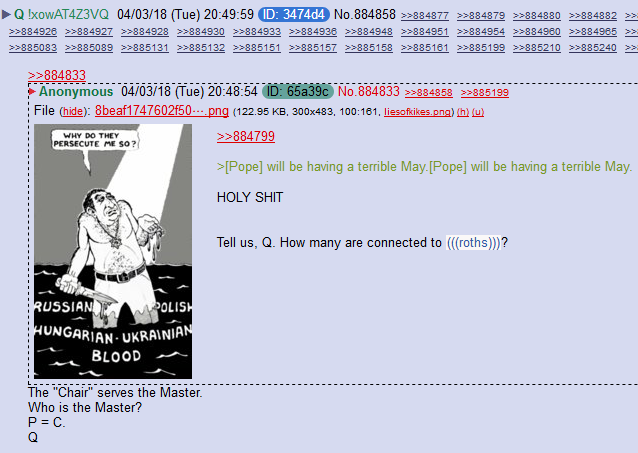 Q !xowAT4Z3VQ 04/03/18 (Tue) 20:49:59 ID: 3474d4 No.884858 >>884877 >>884879 >>884880 >>884882 >>
>>884926 >>884927 >>884928 >>884930 >>884933 >>884936 >>884948 >>884951 >>884954 >>884960 >>884965 >>
>>885083 >>885089 >>885131 >>885132 >>885151 >>885157 >>885158 >>885161 >>885199 >>885210 >>885240 >>
>>884833
Anonymous 04/03/18 (Tue) 20:48:54 ID: 65a39c No.884833 >>884858 >>885199
File (hide): 8beaf1747602f50⋯.png (122.95 KB, 300x483, 100:161, liesofkikes.png) (h) (u)
WHY DO THEY
PERSECUTE ME SO?
RUSSIAN POLISH
HUNGARIAN-UKRAINIAN
BLOOD
>>884799
>[Pope] will be having a terrible May.[Pope] will be having a terrible May.
HOLY SHIT
Tell us, Q. How many are connected to (((roths)))?
The "Chair" serves the Master.
Who is the Master?
P = C.
Q